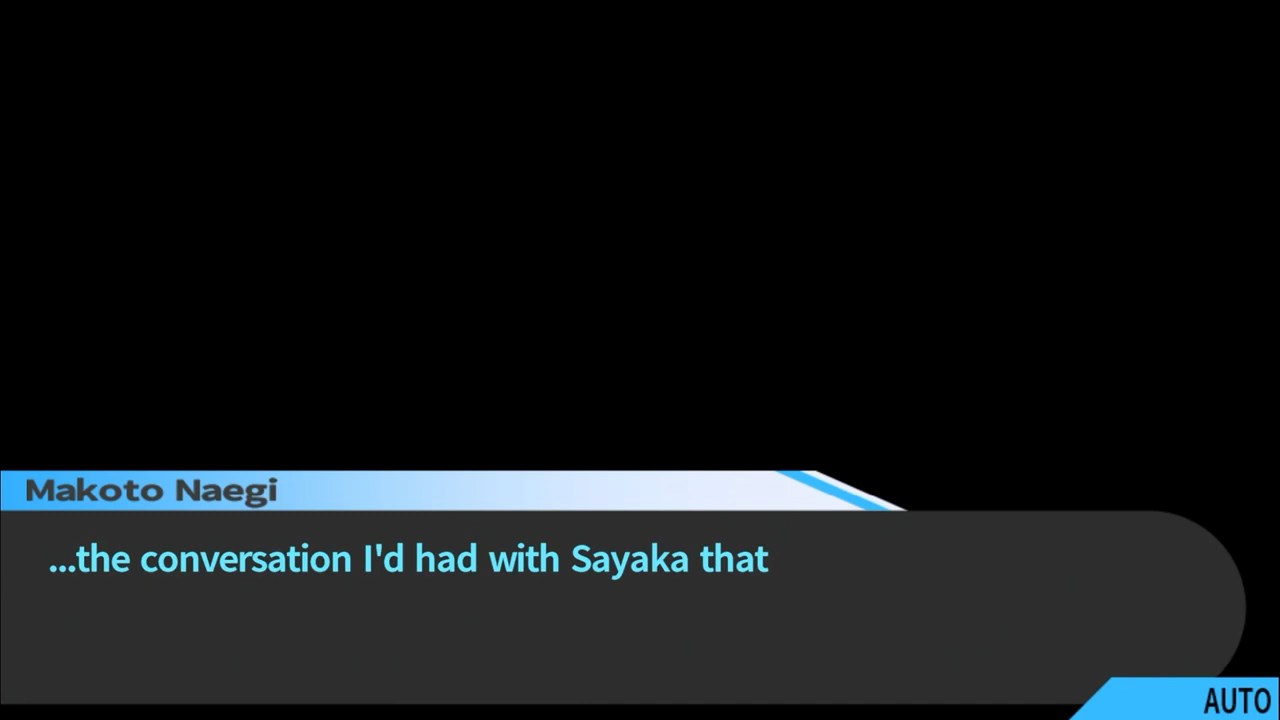 Makoto Naegi
...the conversation I'd had with Sayaka that
AUTO